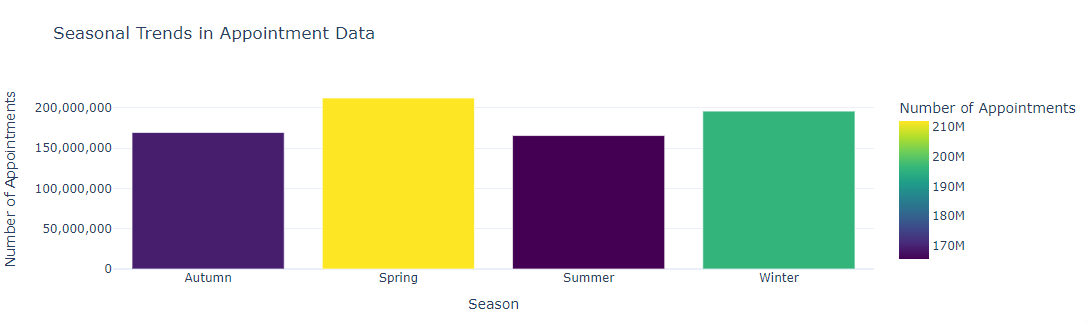 Seasonal Trends in Appointment Data
Number of Appointments
200,000,000
150,000,000
100,000,000
50,000,000
0
Autumn
Spring
Summer
Winter
Season
Number of Appointments
210M
200M
190M
180M
170M